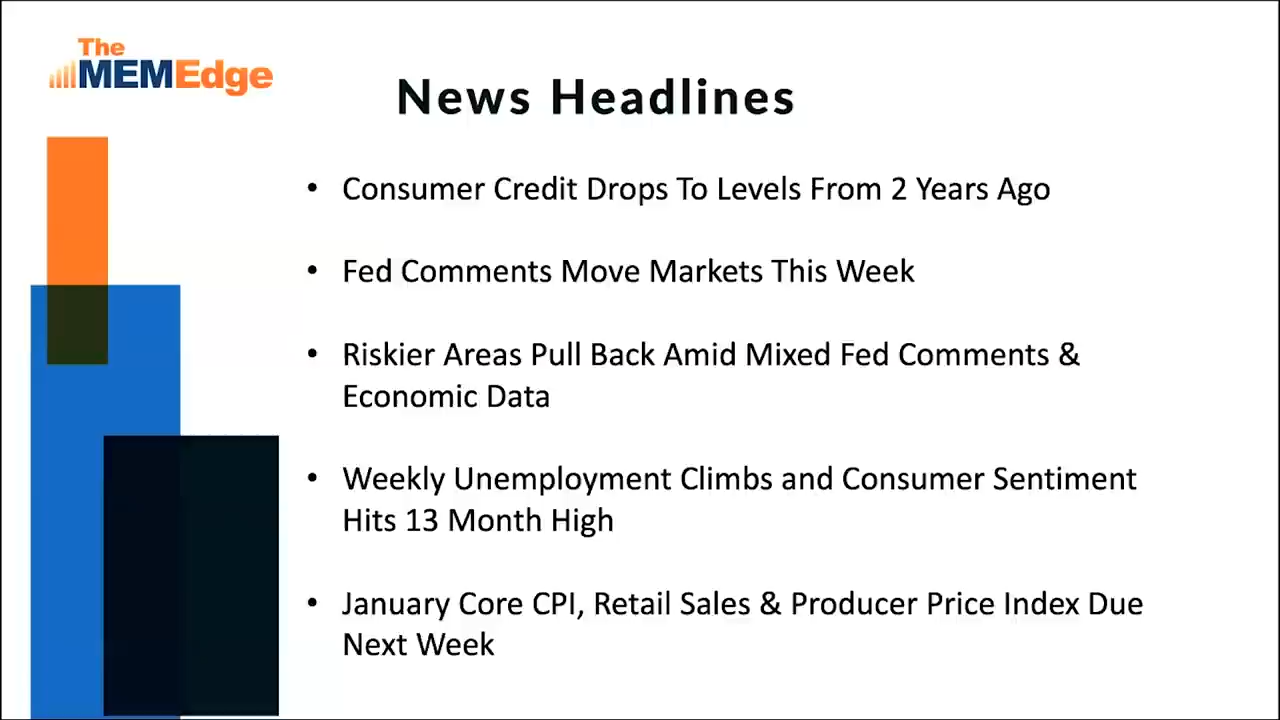 The
MEMEdge
News Headlines
• Consumer Credit Drops To Levels From 2 Years Ago
• Fed Comments Move Markets This Week
• Riskier Areas Pull Back Amid Mixed Fed Comments &
Economic Data
• Weekly Unemployment Climbs and Consumer Sentiment
Hits 13 Month High
• January Core CPI, Retail Sales & Producer Price Index Due
Next Week